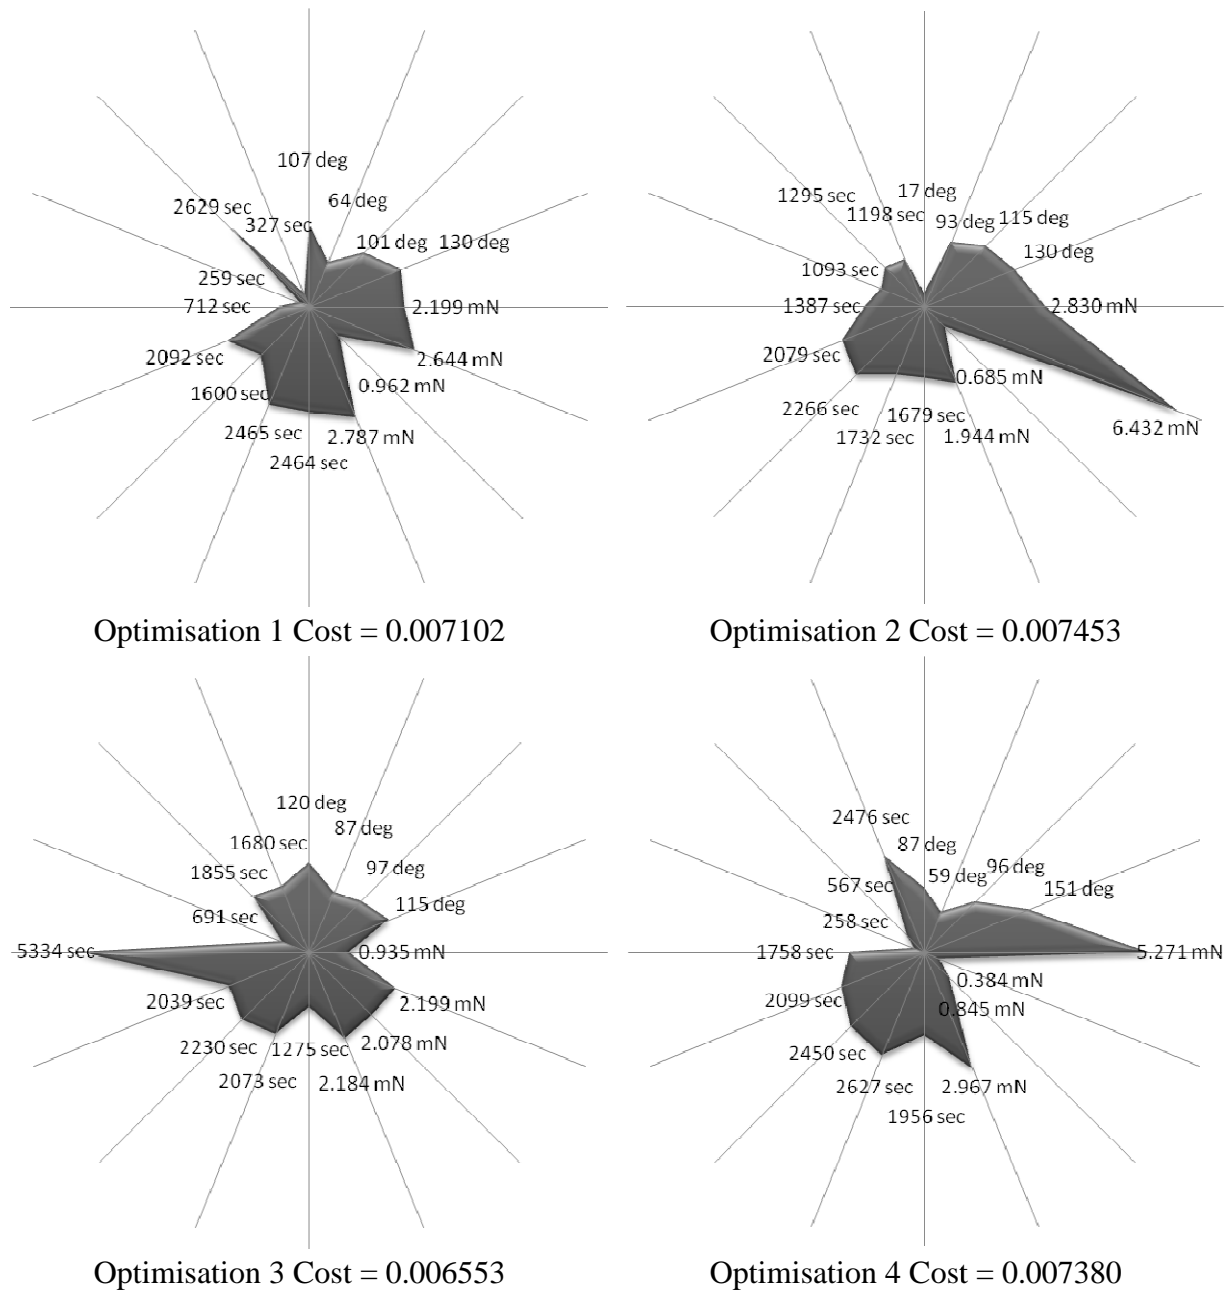 107 deg
64 deg
2629 sec
327 sec
101 deg
130 deg
259 sec
712 sec
2.199 mN
2092 sec
2.644 mN
0.962 mN
1600 sec
2465 sec
2.787 mN
2464 sec
Optimisation 1 Cost = 0.007102
17 deg
1295 sec
1198 sec
93 deg
115 deg
130 deg
1093 sec
1387 sec
2.830 mN
2079 sec
0.685 mN
2266 sec
1679 sec
6.432 mN
1732 sec
1.944 mN
Optimisation 2 Cost = 0.007453
120 deg
87 deg
1680 sec
1855 sec
97 deg
115 deg
691 sec
5334 sec
0.935 mN
2039 sec
2.199 mN
2.078 mN
2230 sec
1275 sec
2073 sec
2.184 mN
Optimisation 3 Cost = 0.006553
2476 sec
87 deg
59 deg
96 deg
151 deg
567 sec
258 sec
1758 sec
5.271 mN
0.384 mN
2099 sec
0.845 mN
2450 sec
2627 sec
2.967 mN
1956 sec
Optimisation 4 Cost = 0.007380